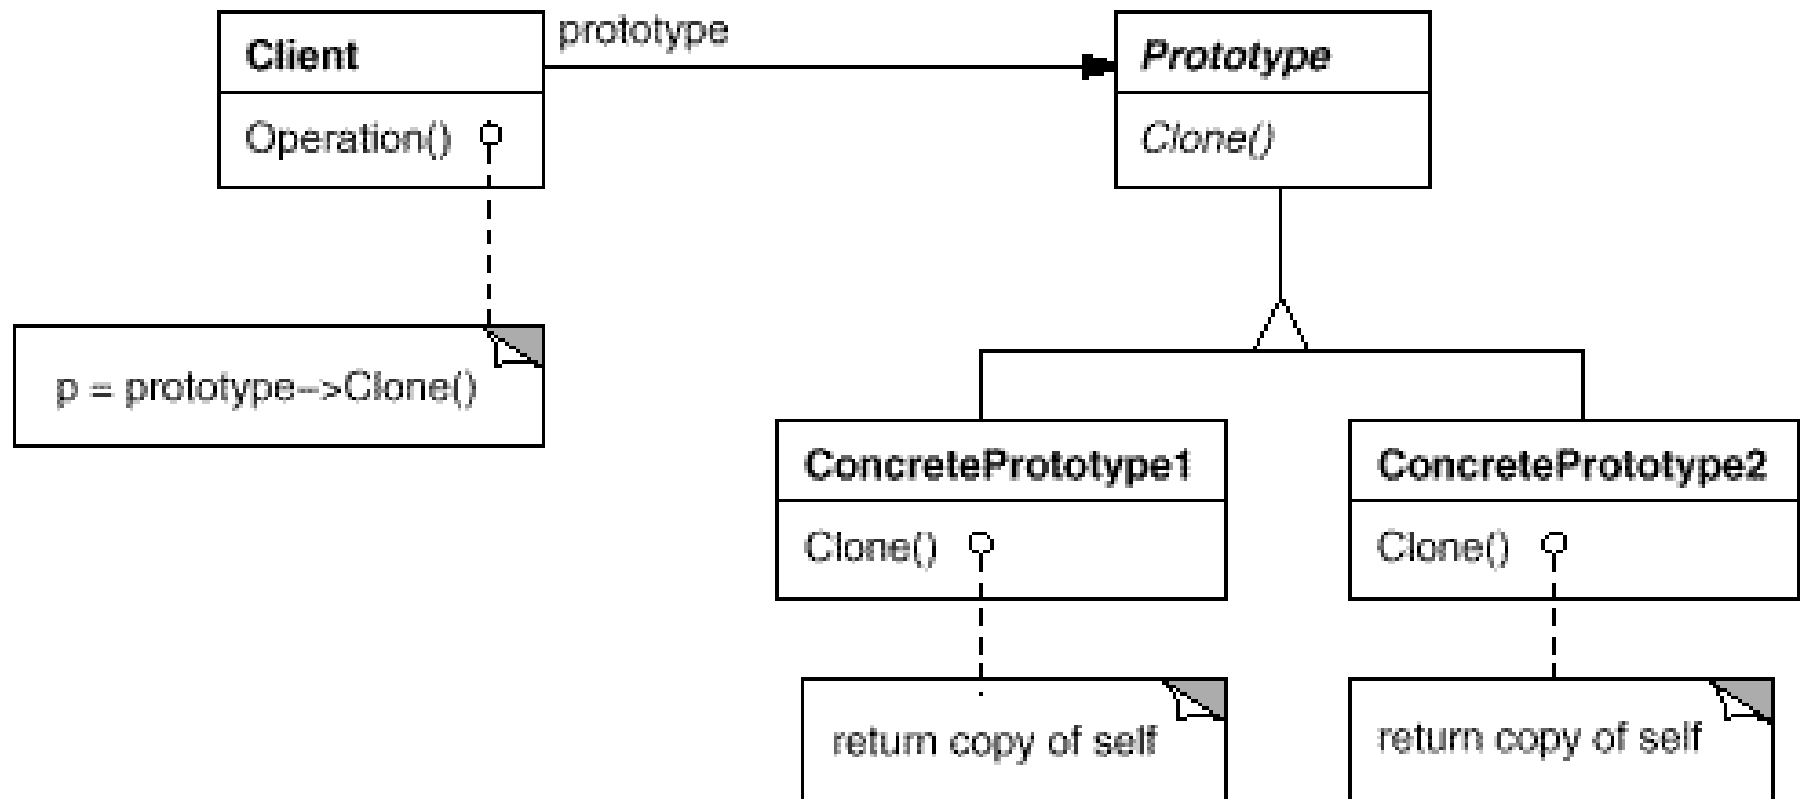 Client
prototype
Prototype
Operation()
Clone()
p = prototype-->Clone()
ConcretePrototype1
ConcretePrototype2
Clone()
Clone()
return copy of self
return copy of self